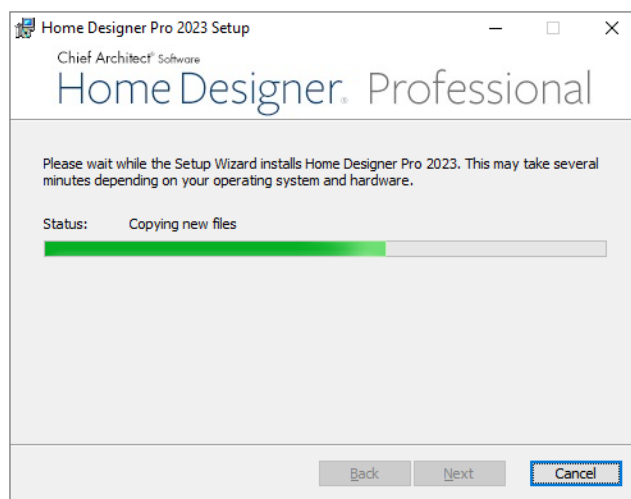 Home Designer Pro 2023 Setup
Chief Architect® Software
Home Designer® Professional
Please wait while the Setup Wizard installs Home Designer Pro 2023. This may take several
minutes depending on your operating system and hardware.
Status: Copying new files
Back Next Cancel